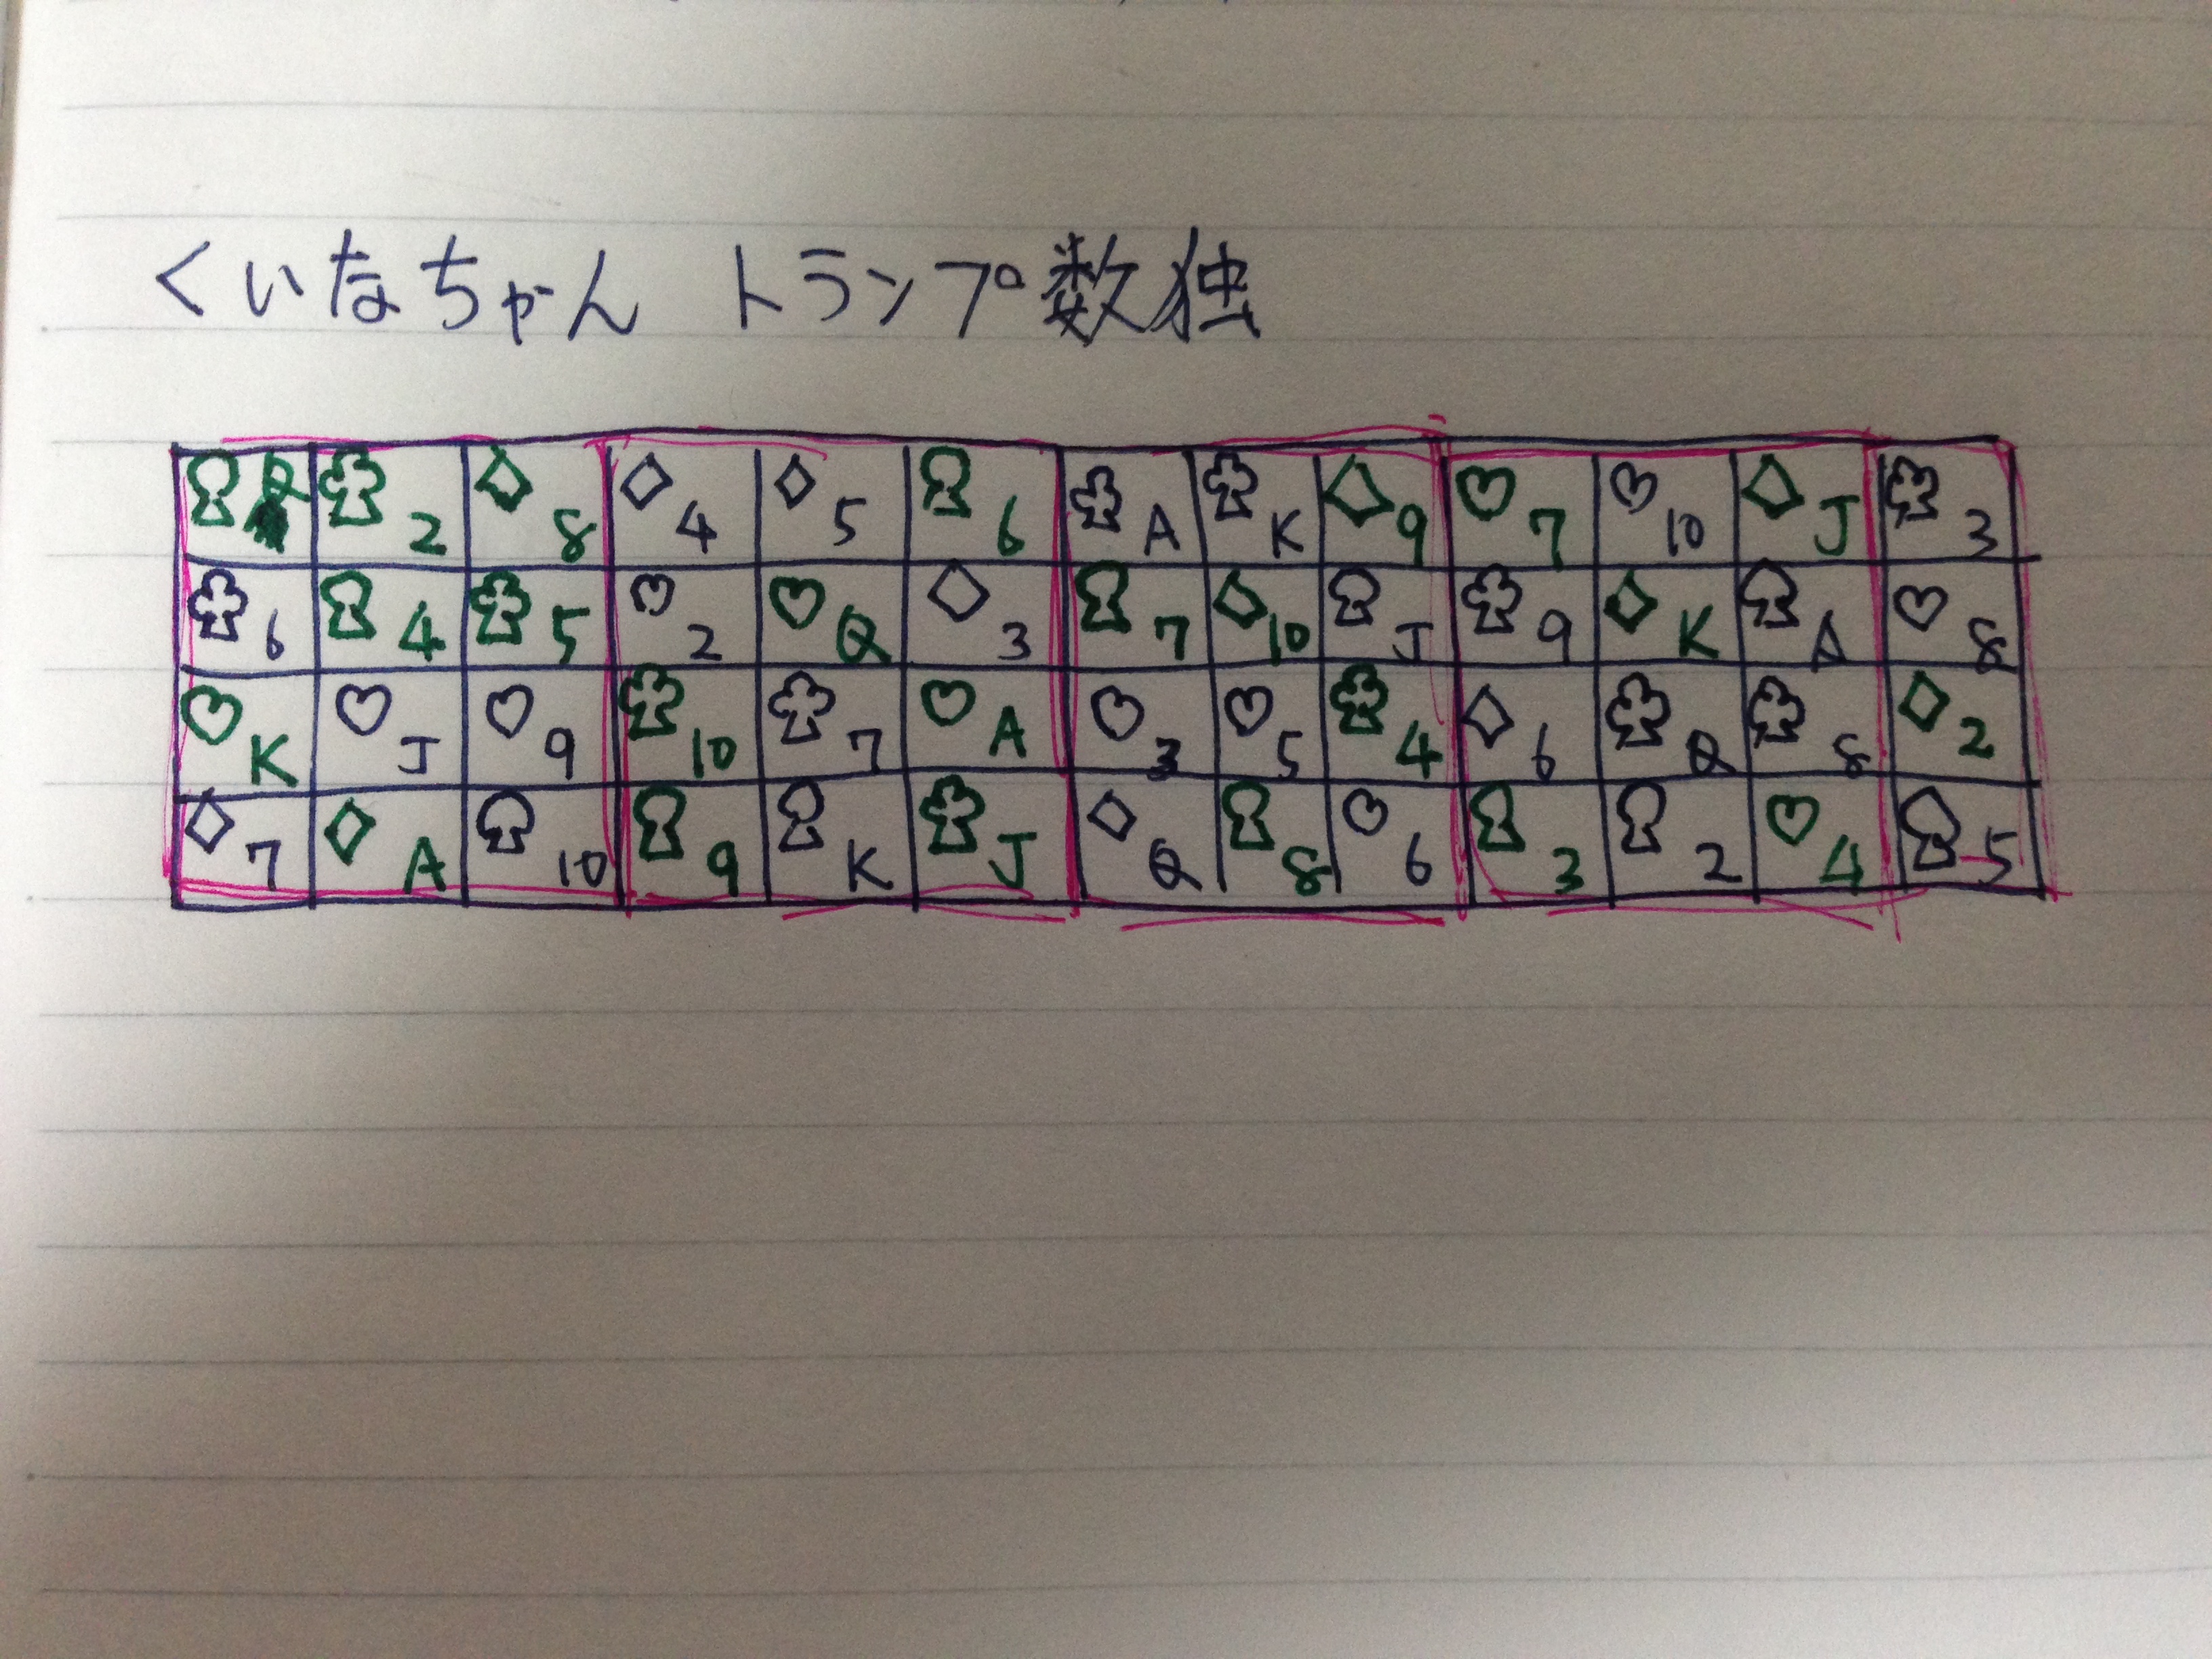 くいなちゃん トランプ数独
♠Q ♣2 ♢8 ♢4 ♢5 ♠6 ♣A ♣K ♢9 ♡7 ♡10 ♢J ♣3
♣6 ♠4 ♣5 ♡2 ♡Q ♢3 ♠7 ♢10 ♠J ♣9 ♢K ♠A ♡8
♡K ♡J ♡9 ♣10 ♣7 ♡A ♡3 ♡5 ♣4 ♢6 ♣Q ♣8 ♢2
♢7 ♢A ♠10 ♠9 ♠K ♣J ♢Q ♠8 ♡6 ♠3 ♠2 ♡4 ♠5